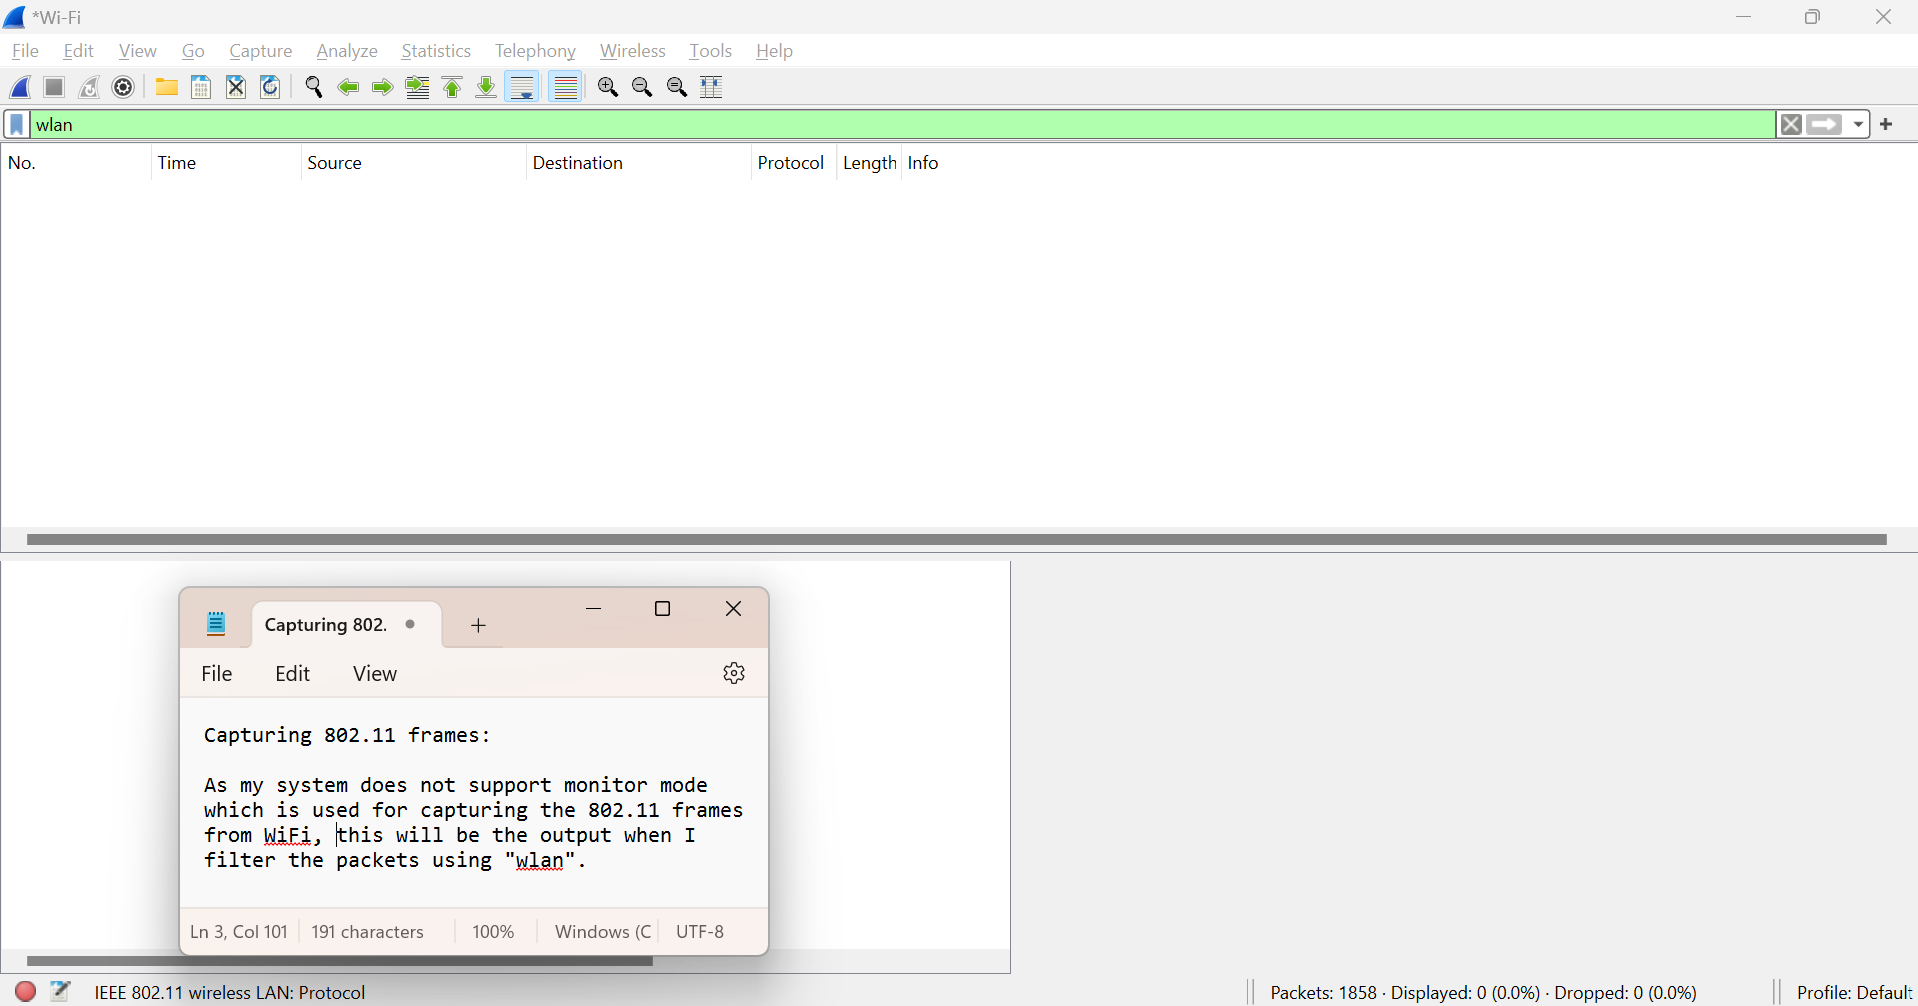 *Wi-Fi
File Edit View Go Capture Analyze Statistics Telephony Wireless Tools Help
wlan
No. Time Source Destination Protocol Length Info
Capturing 802.
File Edit View
Capturing 802.11 frames:
As my system does not support monitor mode
which is used for capturing the 802.11 frames
from WiFi, this will be the output when I
filter the packets using "wlan".
Ln 3, Col 101 191 characters 100% Windows (C UTF-8
IEEE 802.11 wireless LAN: Protocol Packets: 1858 · Displayed: 0 (0.0%) · Dropped: 0 (0.0%) Profile: Default